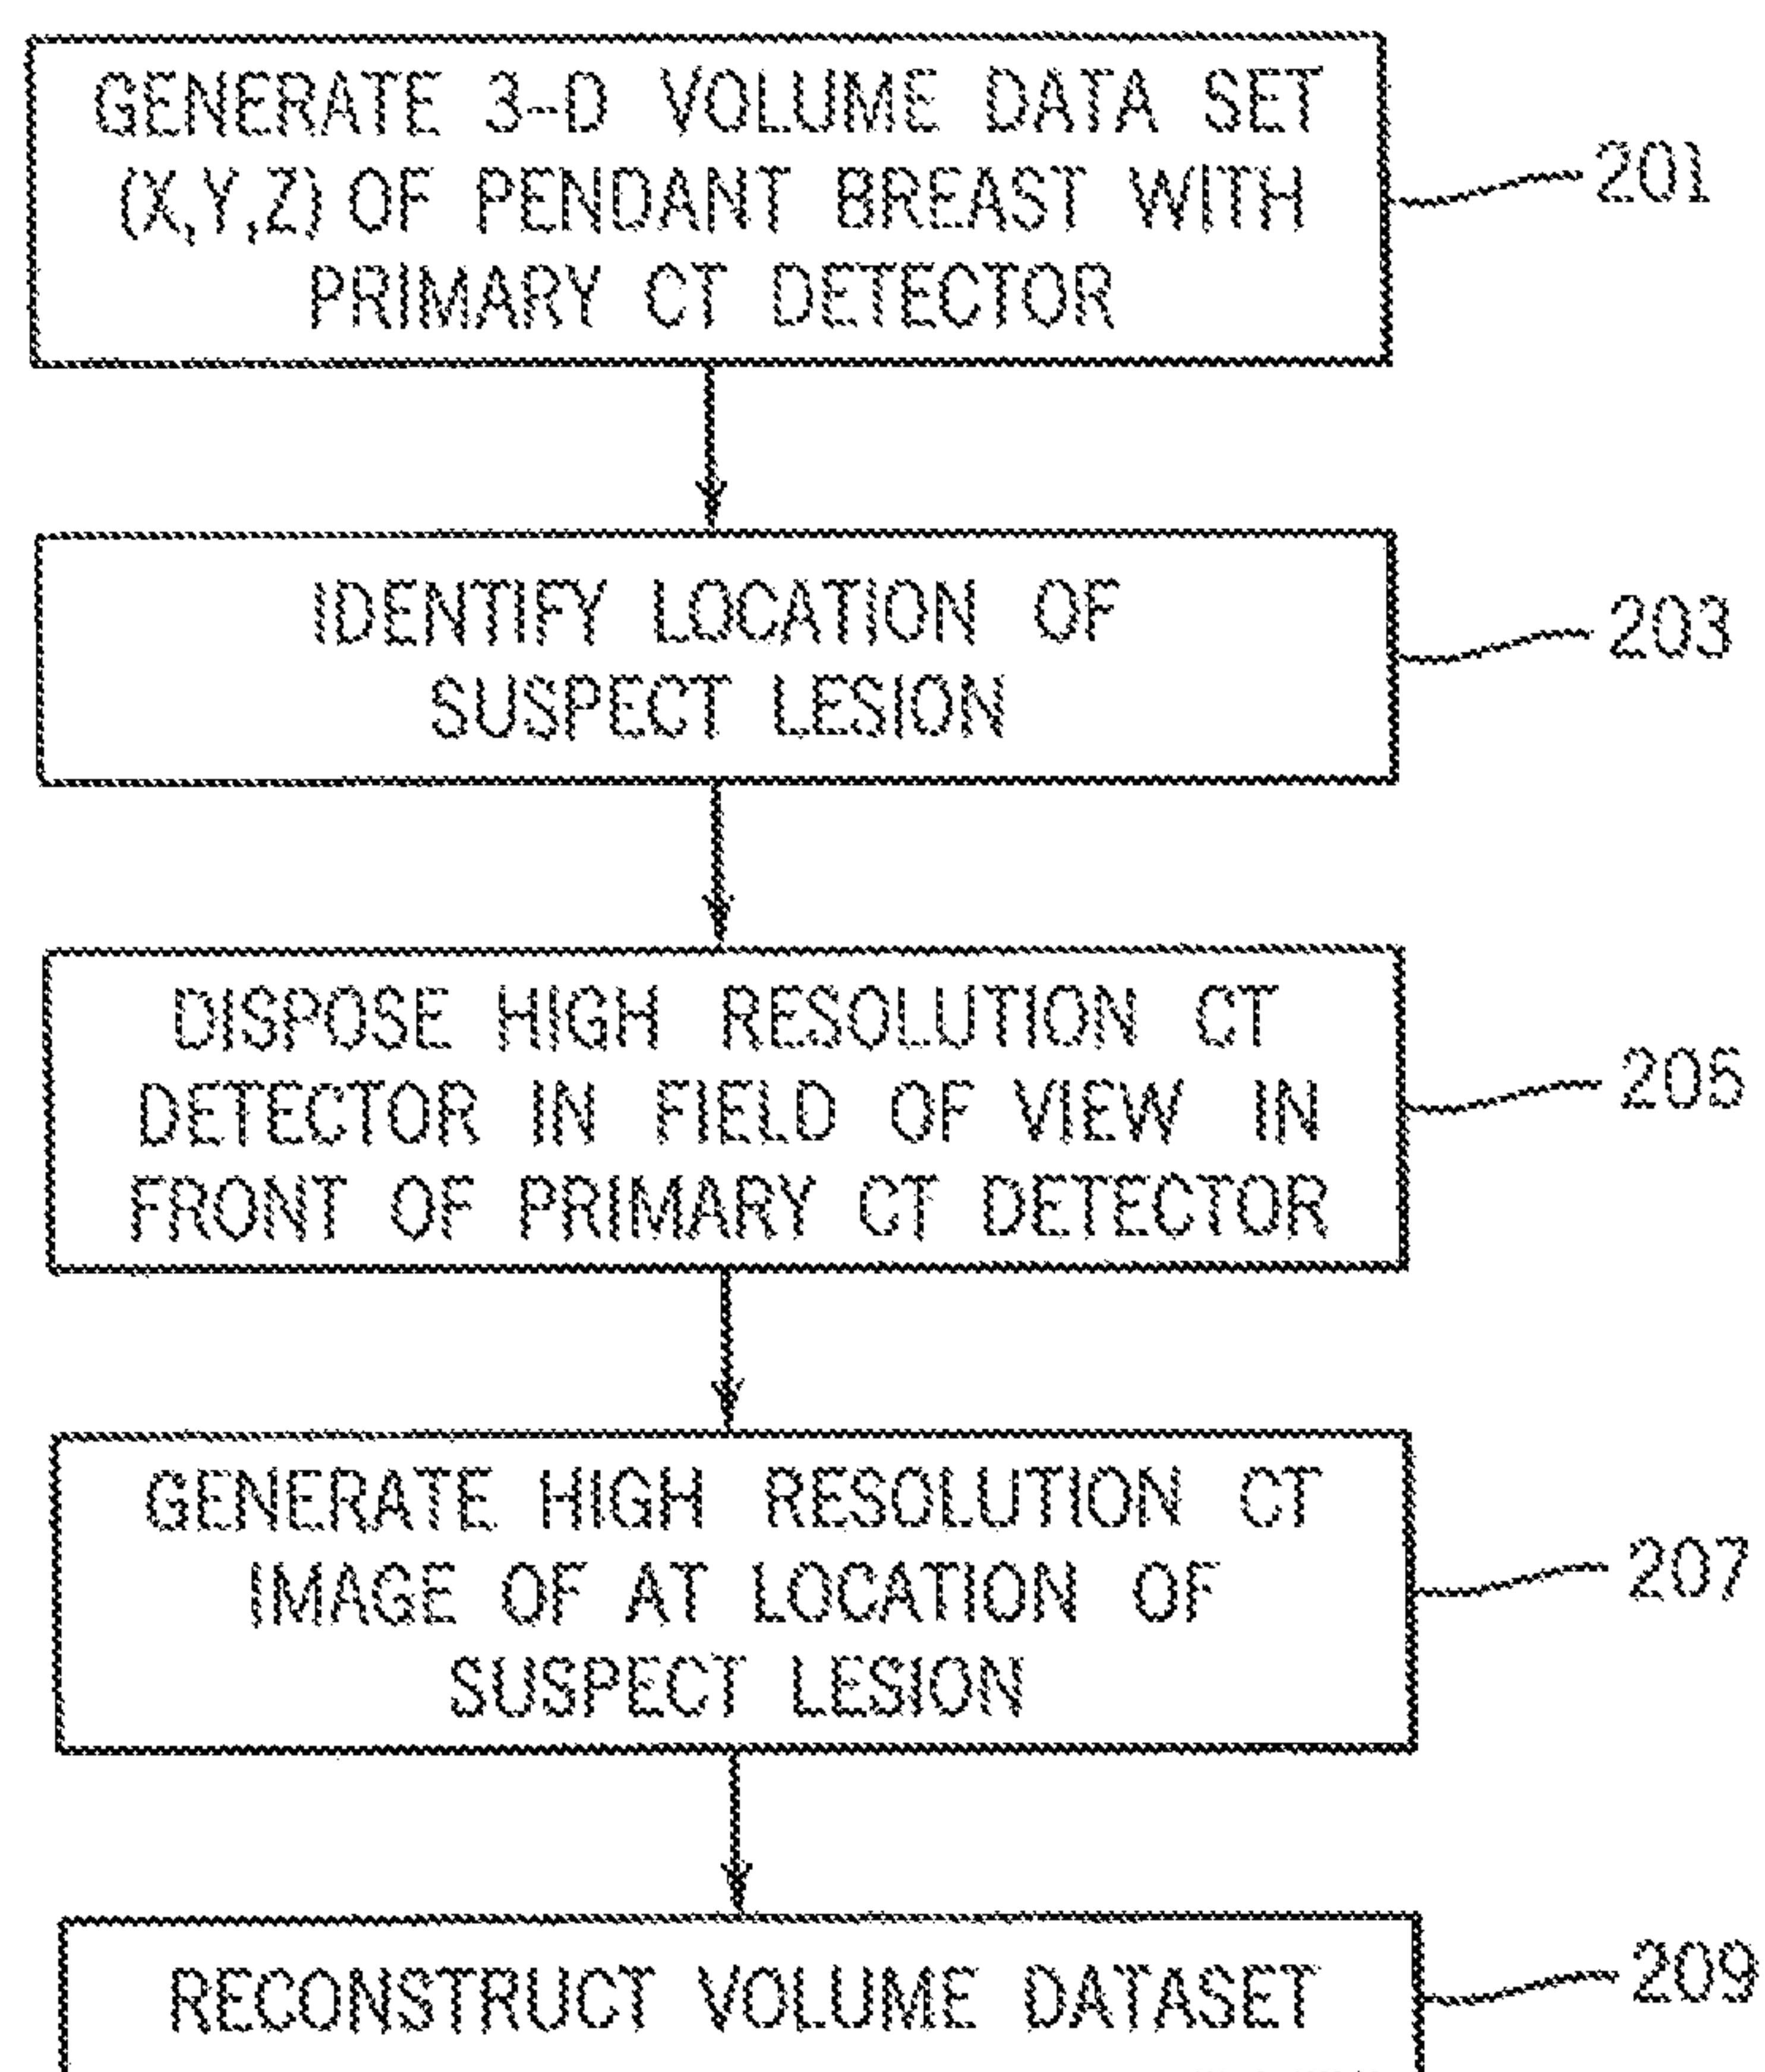 GENERATE 3-D VOLUME DATA SET
(X,Y,Z) OF PENDANT BREAST WITH
PRIMARY CT DETECTOR
201
IDENTIFY LOCATION OF
SUSPECT LESION
203
DISPOSE HIGH RESOLUTION CT
DETECTOR IN FIELD OF VIEW IN
FRONT OF PRIMARY CT DETECTOR
205
GENERATE HIGH RESOLUTION CT
IMAGE OF AT LOCATION OF
SUSPECT LESION
207
RECONSTRUCT VOLUME DATASET
209